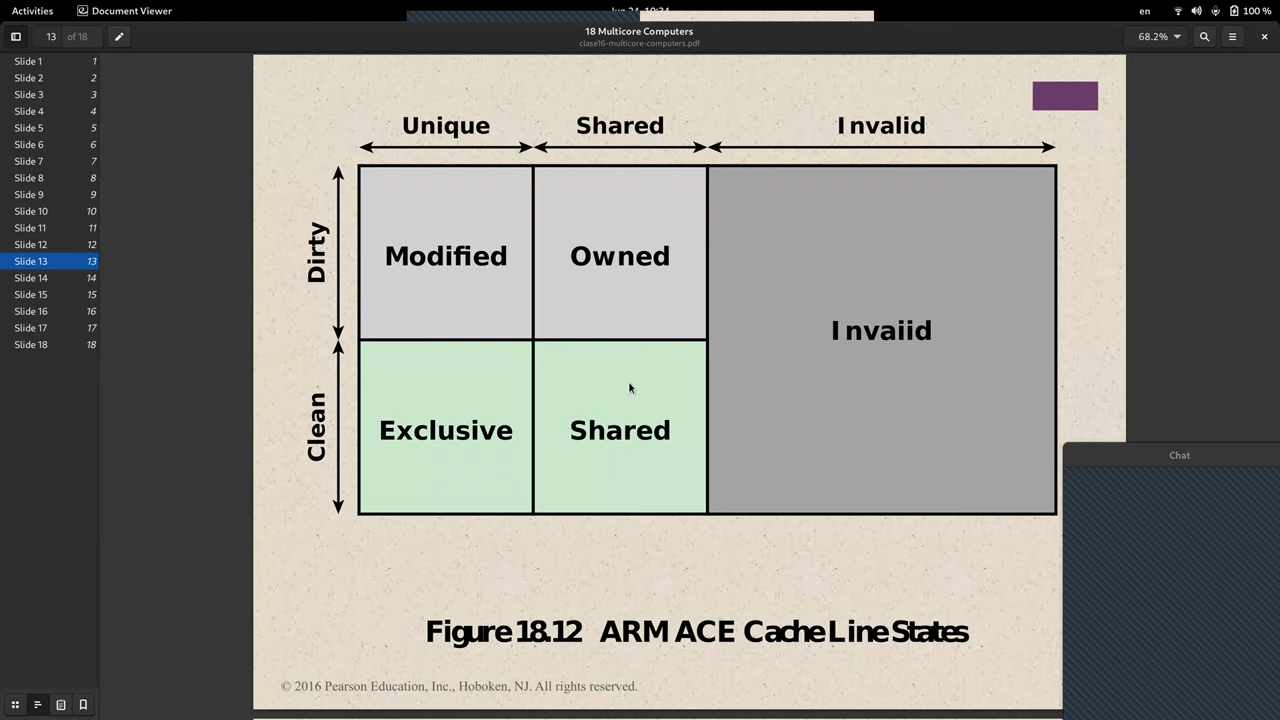 Activities Document Viewer Jun 24 10:34 en 100 %
13 of 18 18 Multicore Computers 68.2%
clase16-multicore-computers.pdf
Slide 1 1
Slide 2 2
Slide 3 3
Slide 4 4
Slide 5 5
Slide 6 6
Slide 7 7
Slide 8 8
Slide 9 9
Slide 10 10
Slide 11 11
Slide 12 12
Slide 13 13
Slide 14 14
Slide 15 15
Slide 16 16
Slide 17 17
Slide 18 18
Unique Shared Invalid
Dirty
Modified Owned
Invaiid
Clean
Exclusive Shared
Figure 18.12 ARM ACE Cache Line States
© 2016 Pearson Education, Inc., Hoboken, NJ. All rights reserved.
Chat